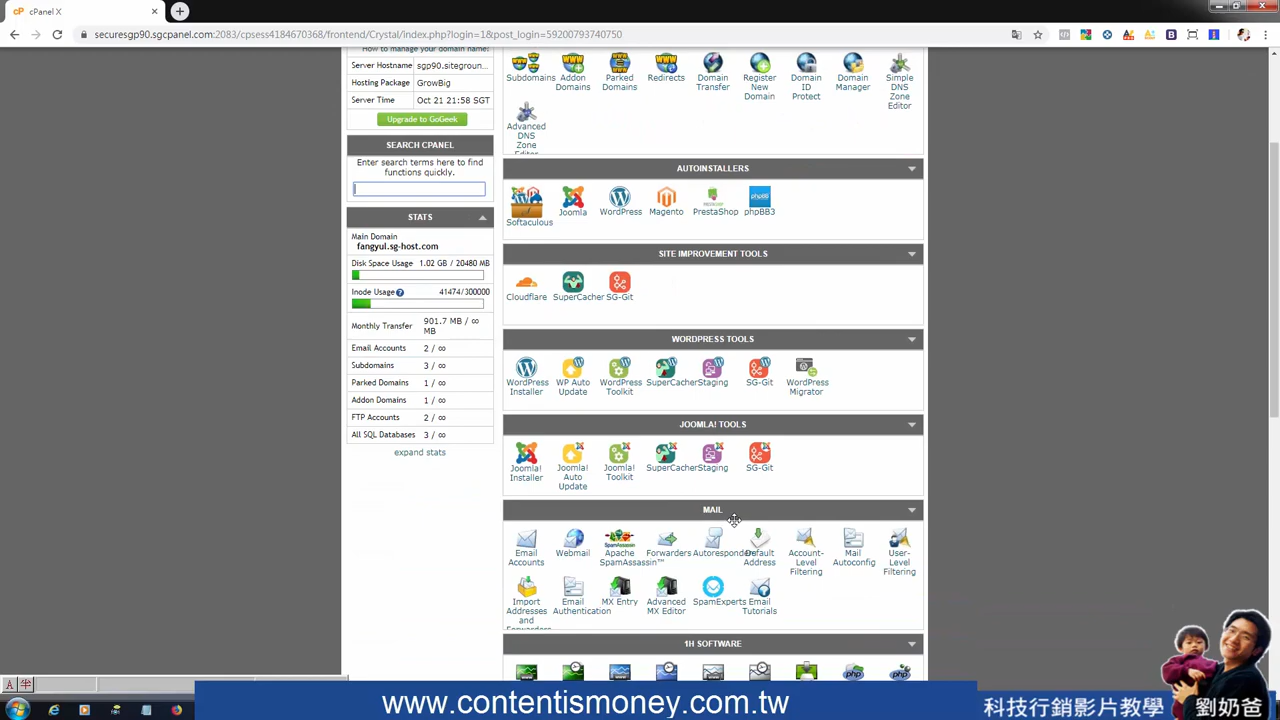 cPanel X
securesgp90.sgcpanel.com:2083/cpsess4184670368/frontend/Crystal/index.php?login=1&post_login=59200793740750
How to manage your domain name:
Server Hostname sgp90.sitegroun...
Hosting Package GrowBig
Server Time Oct 21 21:58 SGT
Upgrade to GoGeek
SEARCH CPANEL
Enter search terms here to find
functions quickly.
STATS
Main Domain
fangyul.sg-host.com
Disk Space Usage 1.02 GB / 20480 MB
Inode Usage 41474/300000
Monthly Transfer 901.7 MB / ∞
MB
Email Accounts 2 / ∞
Subdomains 3 / ∞
Parked Domains 1 / ∞
Addon Domains 1 / ∞
FTP Accounts 2 / ∞
All SQL Databases 3 / ∞
expand stats
Subdomains Addon Domains Parked Domains Redirects Domain Transfer Register New Domain Domain ID Protect Domain Manager Simple DNS Zone Editor
Advanced DNS Zone Editor
AUTOINSTALLERS
Softaculous Joomla WordPress Magento PrestaShop phpBB3
SITE IMPROVEMENT TOOLS
Cloudflare SuperCacher SG-Git
WORDPRESS TOOLS
WordPress Installer WP Auto Update WordPress Toolkit SuperCacher Staging SG-Git WordPress Migrator
JOOMLA! TOOLS
Joomla! Installer Joomla! Auto Update Joomla! Toolkit SuperCacher Staging SG-Git
MAIL
Email Accounts Webmail Apache SpamAssassin™ Forwarders Autoresponders Default Address Account-Level Filtering Mail Autoconfig User-Level Filtering
Import Addresses and Forwarders Email Authentication MX Entry Advanced MX Editor SpamExperts Email Tutorials
1H SOFTWARE
www.contentismoney.com.tw
科技行銷影片教學 劉奶爸